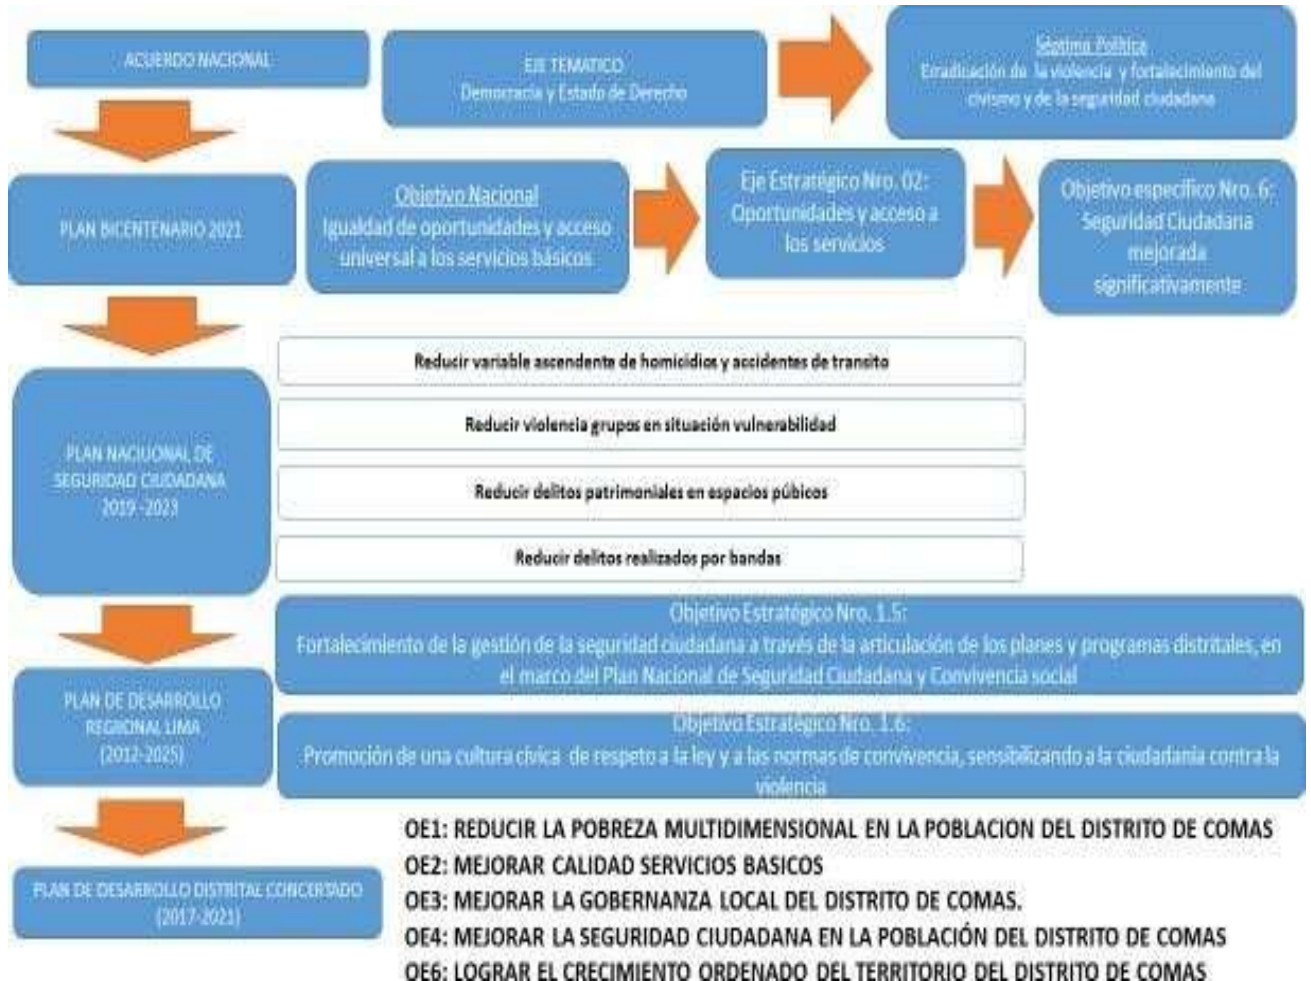 ACUERDO NACIONAL
EJE TEMATICO
Democracia y Estado de Derecho
Séptima Política
Erradicación de la violencia y fortalecimiento del
civismo y de la seguridad ciudadana
PLAN BICENTENARIO 2021
Objetivo Nacional
Igualdad de oportunidades y acceso
universal a los servicios básicos
Eje Estratégico Nro. 02:
Oportunidades y acceso a
los servicios
Objetivo específico Nro. 6:
Seguridad Ciudadana
mejorada
significativamente
PLAN NACIUONAL DE
SEGURIDAD CIUDADANA
2019 -2023
Reducir variable ascendente de homicidios y accidentes de transito
Reducir violencia grupos en situación vulnerabilidad
Reducir delitos patrimoniales en espacios púbicos
Reducir delitos realizados por bandas
PLAN DE DESARROLLO
REGIONAL LIMA
(2012-2025)
Objetivo Estratégico Nro. 1.5:
Fortalecimiento de la gestión de la seguridad ciudadana a través de la articulación de los planes y programas distritales, en
el marco del Plan Nacional de Seguridad Ciudadana y Convivencia social
Objetivo Estratégico Nro. 1.6:
Promoción de una cultura cívica de respeto a la ley y a las normas de convivencia, sensibilizando a la ciudadanía contra la
violencia
PLAN DE DESARROLLO DISTRITAL CONCERTADO
(2017-2021)
OE1: REDUCIR LA POBREZA MULTIDIMENSIONAL EN LA POBLACION DEL DISTRITO DE COMAS
OE2: MEJORAR CALIDAD SERVICIOS BASICOS
OE3: MEJORAR LA GOBERNANZA LOCAL DEL DISTRITO DE COMAS.
OE4: MEJORAR LA SEGURIDAD CIUDADANA EN LA POBLACIÓN DEL DISTRITO DE COMAS
OE6: LOGRAR EL CRECIMIENTO ORDENADO DEL TERRITORIO DEL DISTRITO DE COMAS